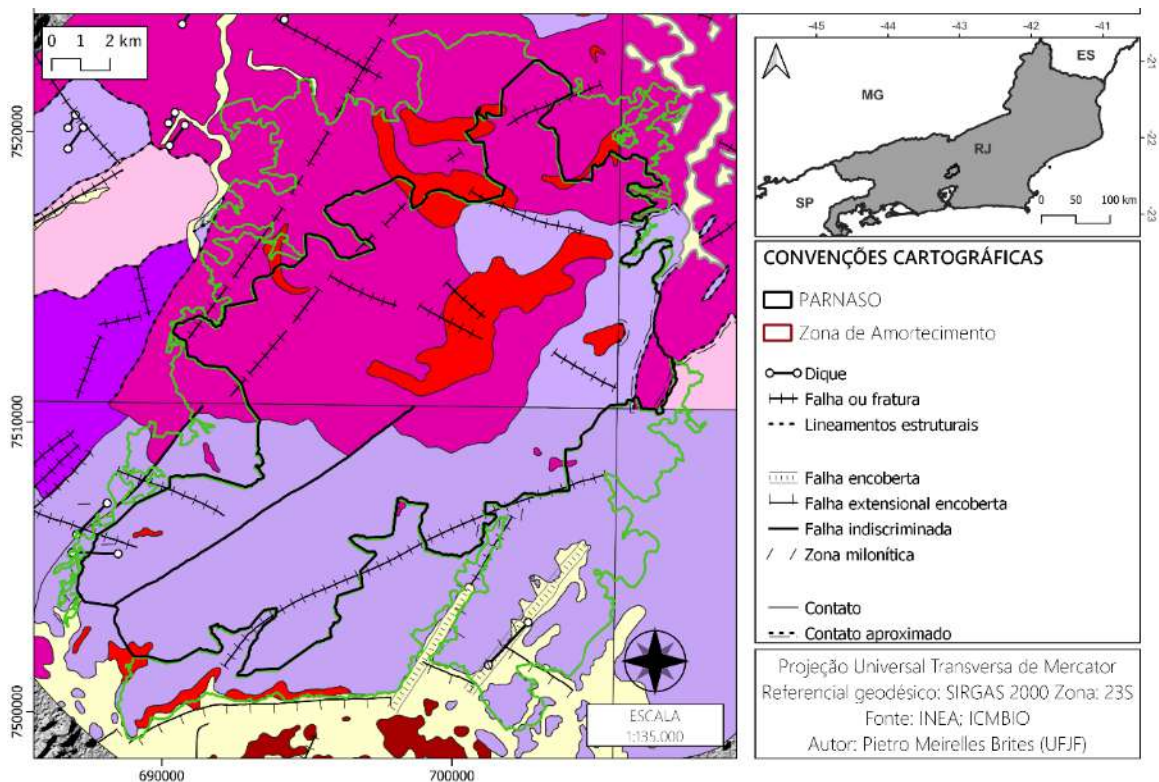 0 1 2 km
7520000
7510000
7500000
690000
700000
ESCALA
1:135.000
-45 -44 -43 -42 -41
-21
-22
-23
ES
MG
RJ
SP
0 50 100 km
CONVENÇÕES CARTOGRÁFICAS
PARNASO
Zona de Amortecimento
Dique
Falha ou fratura
Lineamentos estruturais
Falha encoberta
Falha extensional encoberta
Falha indiscriminada
Zona milonítica
Contato
Contato aproximado
Projeção Universal Transversa de Mercator
Referencial geodésico: SIRGAS 2000 Zona: 23S
Fonte: INEA; ICMBIO
Autor: Pietro Meirelles Brites (UFJF)